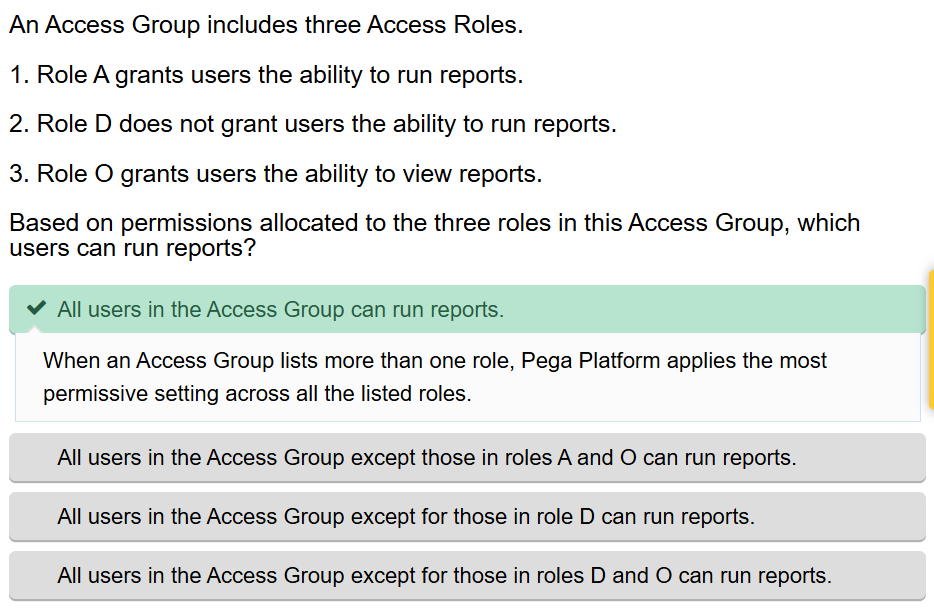 An Access Group includes three Access Roles.
1. Role A grants users the ability to run reports.
2. Role D does not grant users the ability to run reports.
3. Role O grants users the ability to view reports.
Based on permissions allocated to the three roles in this Access Group, which
users can run reports?
All users in the Access Group can run reports.
When an Access Group lists more than one role, Pega Platform applies the most
permissive setting across all the listed roles.
All users in the Access Group except those in roles A and O can run reports.
All users in the Access Group except for those in role D can run reports.
All users in the Access Group except for those in roles D and O can run reports.